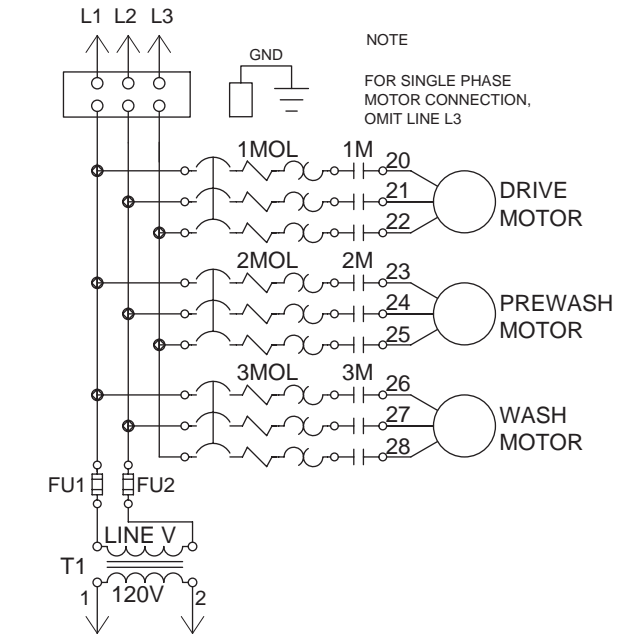 L1 L2 L3
GND
NOTE
FOR SINGLE PHASE
MOTOR CONNECTION,
OMIT LINE L3
1MOL 1M 20
21
22
DRIVE
MOTOR
2MOL 2M 23
24
25
PREWASH
MOTOR
3MOL 3M 26
27
28
WASH
MOTOR
FU1 FU2
LINE V
T1
120V
1 2